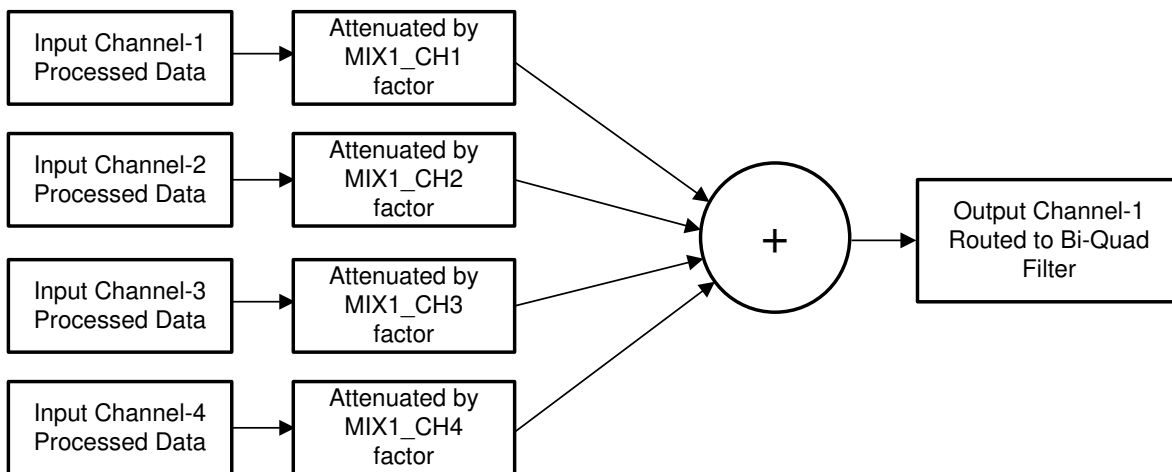 Input Channel-1
Processed Data
Attenuated by
MIX1_CH1
factor
Input Channel-2
Processed Data
Attenuated by
MIX1_CH2
factor
Input Channel-3
Processed Data
Attenuated by
MIX1_CH3
factor
Input Channel-4
Processed Data
Attenuated by
MIX1_CH4
factor
+
Output Channel-1
Routed to Bi-Quad
Filter